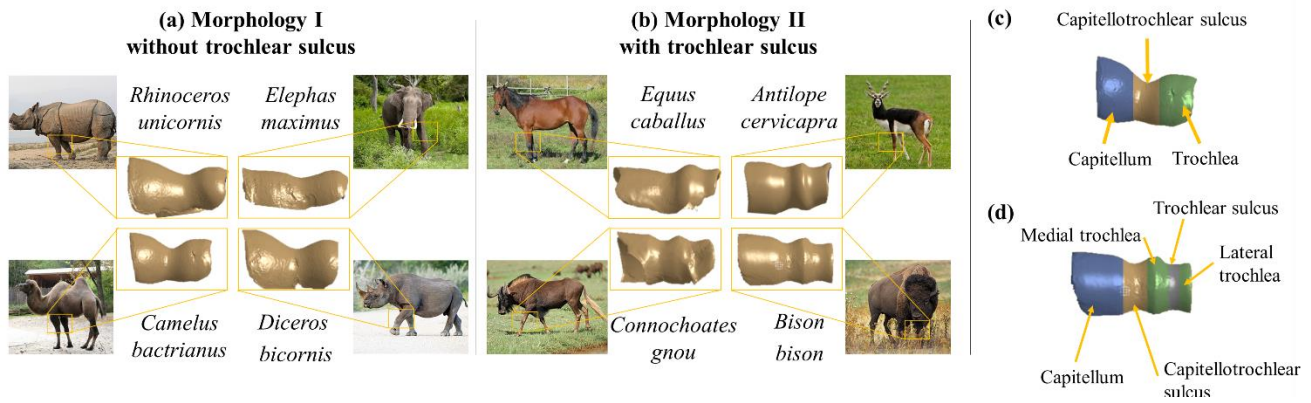 (a) Morphology I
without trochlear sulcus
Rhinoceros
unicornis
Elephas
maximus
Camelus
bactrianus
Diceros
bicornis
(b) Morphology II
with trochlear sulcus
Equus
caballus
Antilope
cervicapra
Connochoates
gnou
Bison
bison
(c)
Capitellotrochlear sulcus
Capitellum
Trochlea
(d)
Trochlear sulcus
Medial trochlea
Lateral
trochlea
Capitellum
Capitellotrochlear
sulcus